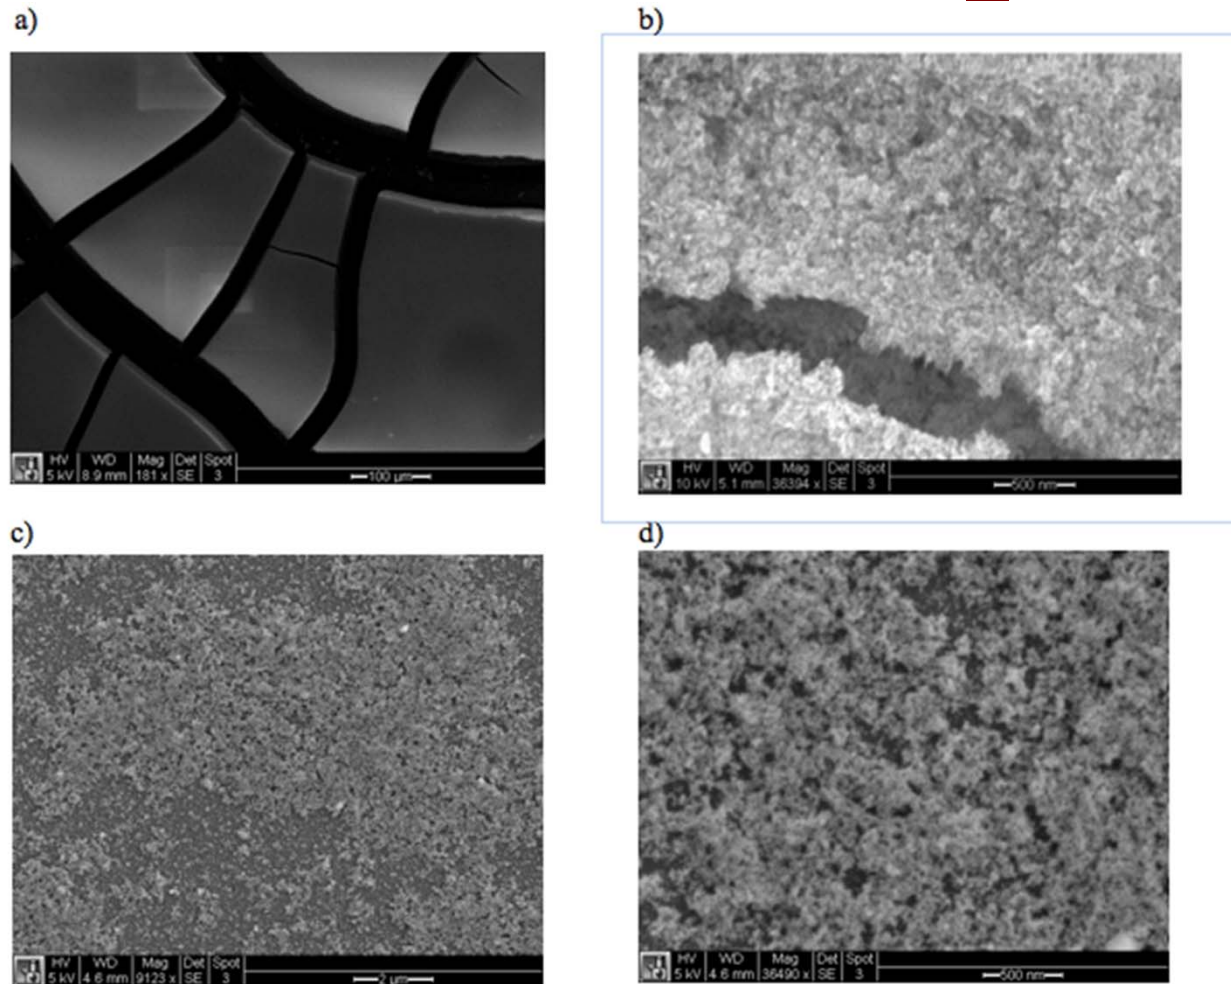 a)
b)
HV WD Mag Det Spot
5 kV 8.9 mm 181 x SE 3 100 µm
HV WD Mag Det Spot
10 kV 5.1 mm 36394 x SE 3 500 nm
c)
d)
HV WD Mag Det Spot
5 kV 4.6 mm 9123 x SE 3 2 µm
HV WD Mag Det Spot
5 kV 4.6 mm 36490 x SE 3 500 nm